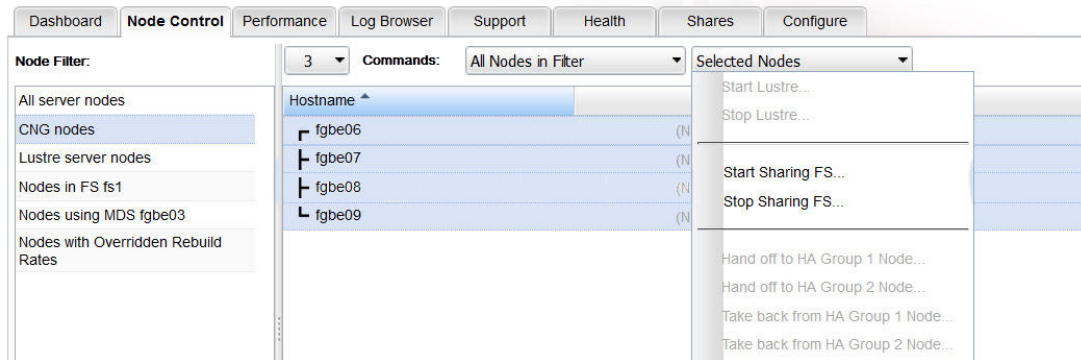 Dashboard Node Control Performance Log Browser Support Health Shares Configure
Node Filter: 3 Commands: All Nodes in Filter Selected Nodes
All server nodes
CNG nodes
Lustre server nodes
Nodes in FS fs1
Nodes using MDS fgbe03
Nodes with Overridden Rebuild
Rates
Hostname
fgbe06 (N
fgbe07 (N
fgbe08 (N
fgbe09 (N
Start Lustre...
Stop Lustre...
Start Sharing FS...
Stop Sharing FS...
Hand off to HA Group 1 Node...
Hand off to HA Group 2 Node...
Take back from HA Group 1 Node...
Take back from HA Group 2 Node...